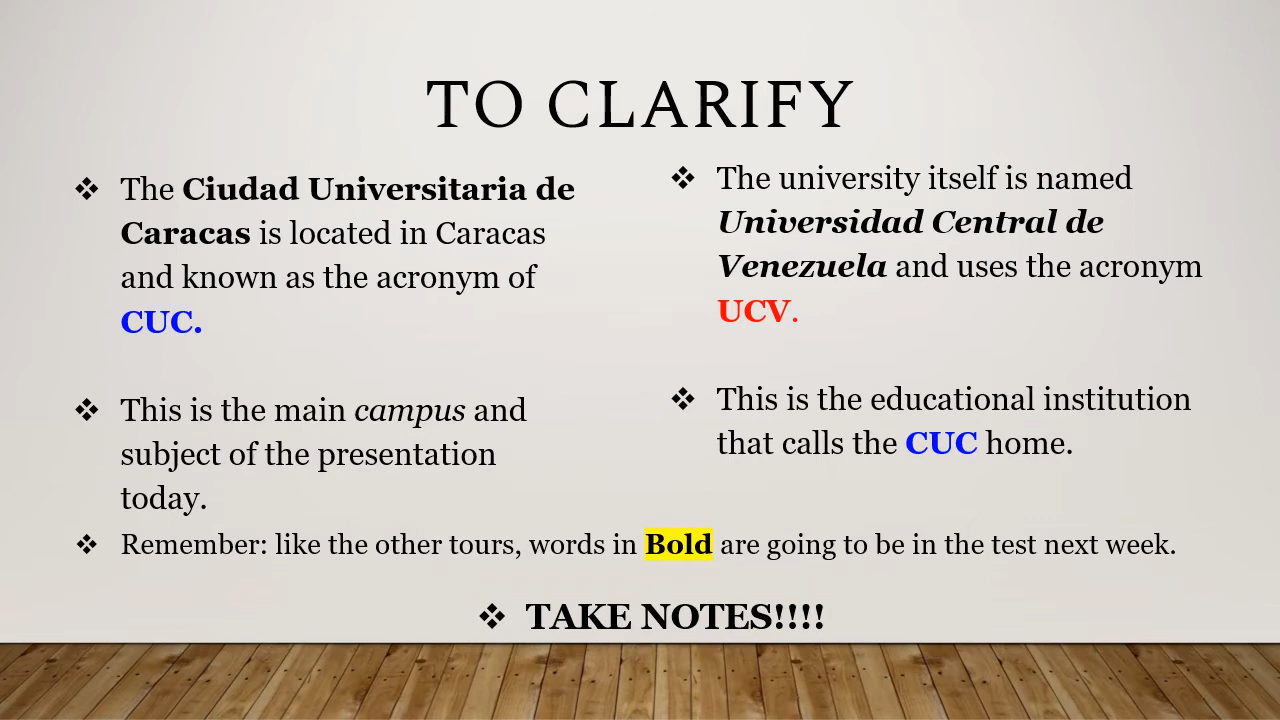 TO CLARIFY
❖ The Ciudad Universitaria de
Caracas is located in Caracas
and known as the acronym of
CUC.
❖ This is the main campus and
subject of the presentation
today.
❖ The university itself is named
Universidad Central de
Venezuela and uses the acronym
UCV.
❖ This is the educational institution
that calls the CUC home.
❖ Remember: like the other tours, words in Bold are going to be in the test next week.
❖ TAKE NOTES!!!!